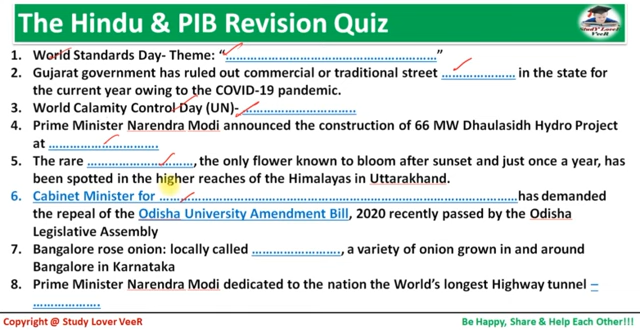 The Hindu & PIB Revision Quiz
StudY LoveR
VeeR
1. World Standards Day- Theme: “……………………………………………………”
2. Gujarat government has ruled out commercial or traditional street ………………… in the state for
the current year owing to the COVID-19 pandemic.
3. World Calamity Control Day (UN)- …………………………..
4. Prime Minister Narendra Modi announced the construction of 66 MW Dhaulasidh Hydro Project
at ………………………….
5. The rare …………………………, the only flower known to bloom after sunset and just once a year, has
been spotted in the higher reaches of the Himalayas in Uttarakhand.
6. Cabinet Minister for ………………………………………………………………………………………has demanded
the repeal of the Odisha University Amendment Bill, 2020 recently passed by the Odisha
Legislative Assembly
7. Bangalore rose onion: locally called ……………………., a variety of onion grown in and around
Bangalore in Karnataka
8. Prime Minister Narendra Modi dedicated to the nation the World’s longest Highway tunnel –
……………….
Copyright @ Study Lover VeeR
Be Happy, Share & Help Each Other!!!